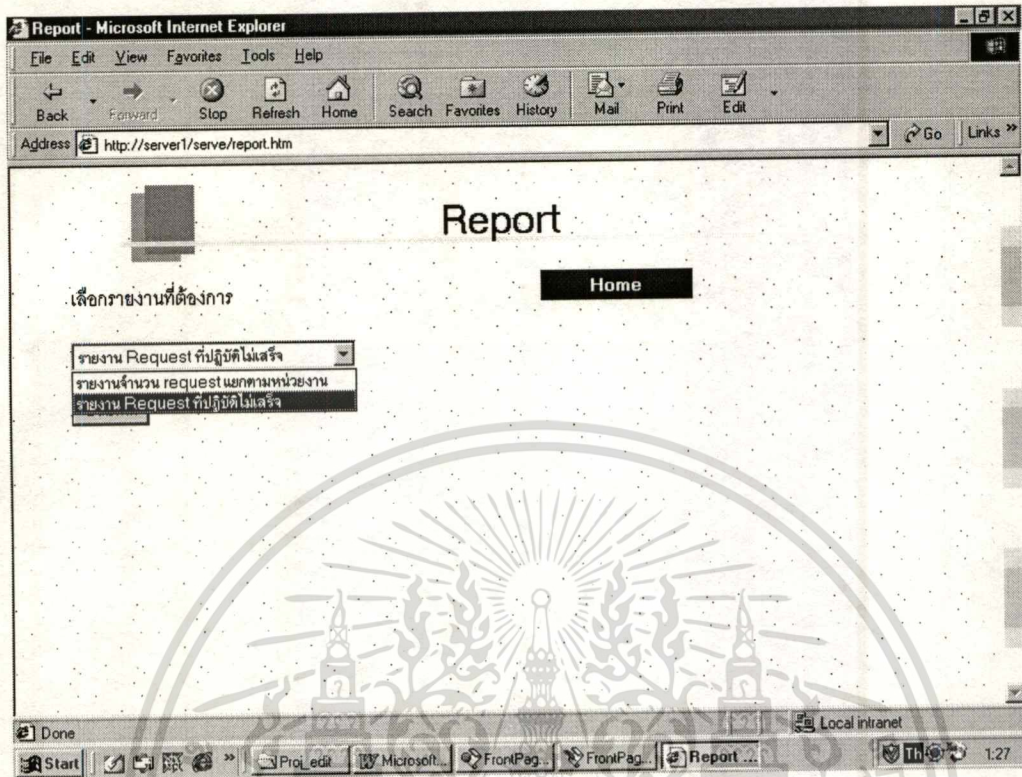 Report - Microsoft Internet Explorer
File Edit View Favorites Tools Help
Back Forward Stop Refresh Home Search Favorites History Mail Print Edit
Address http://server1/serve/report.htm Go Links »
Report
Home
เลือกรายงานที่ต้องการ
รายงาน Request ที่ปฏิบัติไม่เสร็จ
รายงานจำนวน request แยกตามหน่วยงาน
รายงาน Request ที่ปฏิบัติไม่เสร็จ
Done Local intranet
Start » Proj_edit Microsoft... FrontPag... FrontPag... Report ... Th 1:27